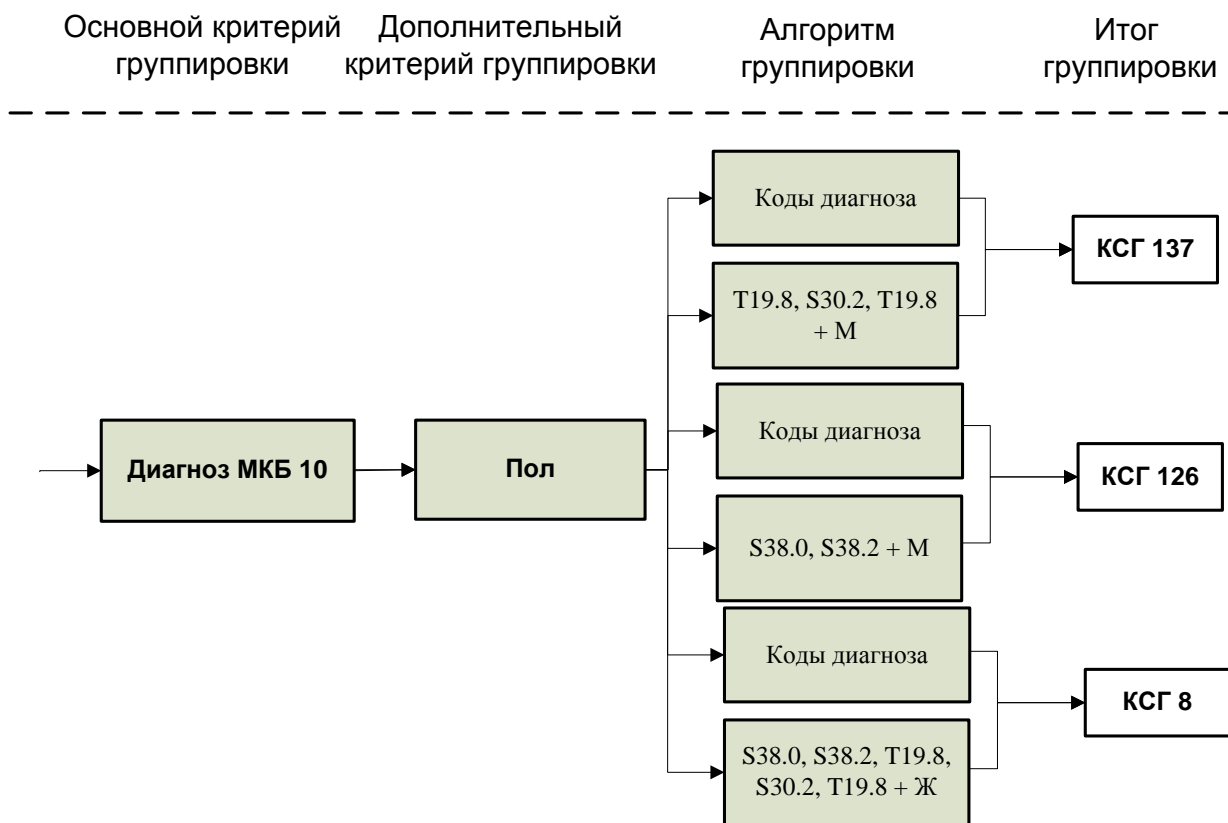 Основной критерий
группировки
Дополнительный
критерий группировки
Алгоритм
группировки
Итог
группировки
Коды диагноза
T19.8, S30.2, T19.8
+ М
КСГ 137
Диагноз МКБ 10
Пол
Коды диагноза
S38.0, S38.2 + М
КСГ 126
Коды диагноза
S38.0, S38.2, T19.8,
S30.2, T19.8 + Ж
КСГ 8